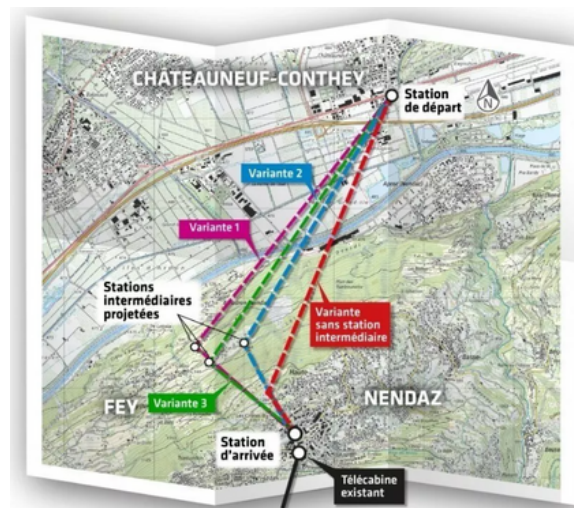 CHÂTEAUNEUF-CONTHEY
Station
de départ
N
Variante 2
Variante 1
Stations
intermédiaires
projetées
Variante
sans station
intermédiaire
FEY
Variante 3
NENDAZ
Station
d'arrivée
Télécabine
existant